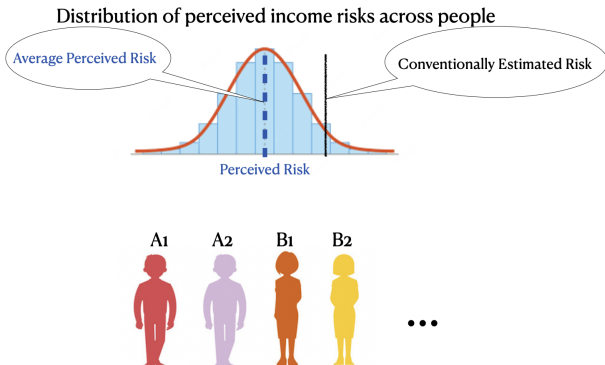 Distribution of perceived income risks across people
Average Perceived Risk
Conventionally Estimated Risk
Perceived Risk
A1 A2 B1 B2
...